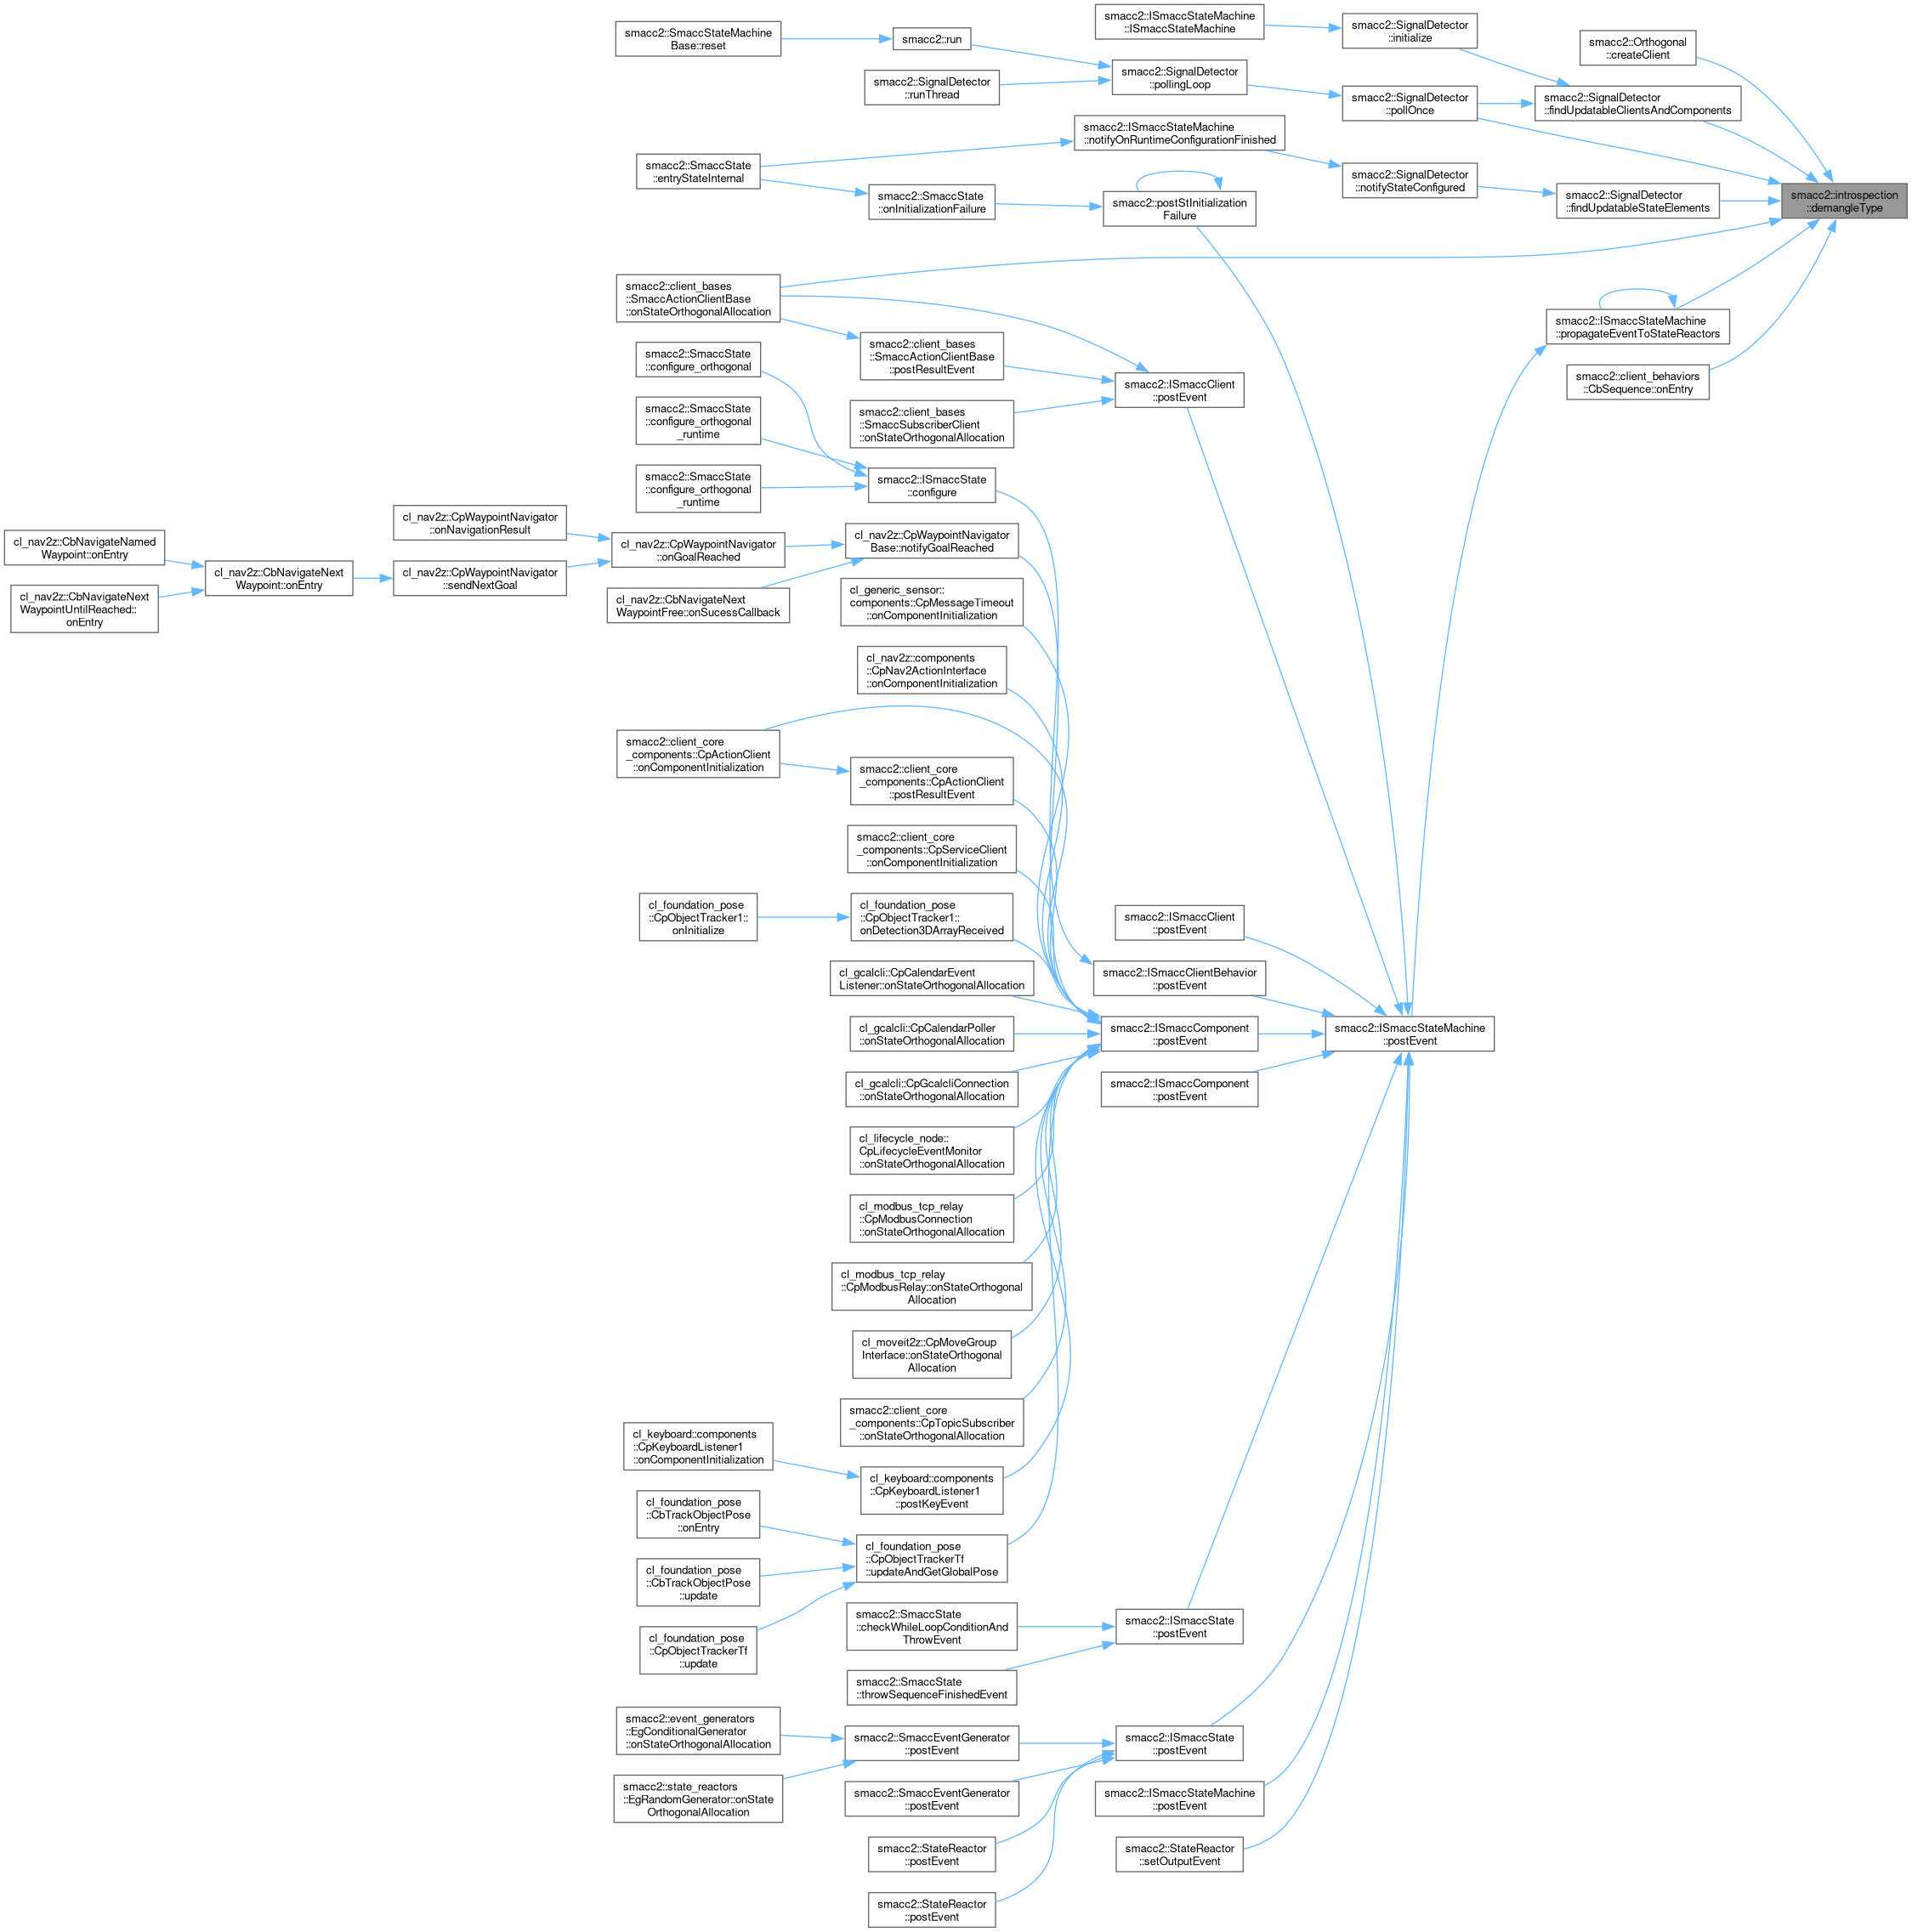 smacc2::SmaccStateMachine
Base::reset
smacc2::run
smacc2::SignalDetector
::runThread
smacc2::ISmaccStateMachine
::ISmaccStateMachine
smacc2::SignalDetector
::pollingLoop
smacc2::SignalDetector
::initialize
smacc2::SignalDetector
::pollOnce
smacc2::Orthogonal
::createClient
smacc2::SignalDetector
::findUpdatableClientsAndComponents
smacc2::ISmaccStateMachine
::notifyOnRuntimeConfigurationFinished
smacc2::SmaccState
::entryStateInternal
smacc2::SmaccState
::onInitializationFailure
smacc2::postStInitialization
Failure
smacc2::SignalDetector
::notifyStateConfigured
smacc2::SignalDetector
::findUpdatableStateElements
smacc2::introspection
::demangleType
smacc2::client_bases
::SmaccActionClientBase
::onStateOrthogonalAllocation
smacc2::ISmaccStateMachine
::propagateEventToStateReactors
smacc2::client_behaviors
::CbSequence::onEntry
smacc2::client_bases
::SmaccActionClientBase
::postResultEvent
smacc2::SmaccState
::configure_orthogonal
smacc2::ISmaccClient
::postEvent
smacc2::client_bases
::SmaccSubscriberClient
::onStateOrthogonalAllocation
smacc2::SmaccState
::configure_orthogonal
_runtime
smacc2::SmaccState
::configure_orthogonal
_runtime
smacc2::ISmaccState
::configure
cl_nav2z::CpWaypointNavigator
::onNavigationResult
cl_nav2z::CbNavigateNamed
Waypoint::onEntry
cl_nav2z::CbNavigateNext
WaypointUntilReached::
onEntry
cl_nav2z::CbNavigateNext
Waypoint::onEntry
cl_nav2z::CpWaypointNavigator
::sendNextGoal
cl_nav2z::CpWaypointNavigator
::onGoalReached
cl_nav2z::CpWaypointNavigator
Base::notifyGoalReached
cl_nav2z::CbNavigateNext
WaypointFree::onSucessCallback
cl_generic_sensor::
components::CpMessageTimeout
::onComponentInitialization
cl_nav2z::components
::CpNav2ActionInterface
::onComponentInitialization
smacc2::client_core
_components::CpActionClient
::onComponentInitialization
smacc2::client_core
_components::CpActionClient
::postResultEvent
smacc2::client_core
_components::CpServiceClient
::onComponentInitialization
cl_foundation_pose
::CpObjectTracker1::
onInitialize
cl_foundation_pose
::CpObjectTracker1::
onDetection3DArrayReceived
smacc2::ISmaccClient
::postEvent
cl_gcalcli::CpCalendarEvent
Listener::onStateOrthogonalAllocation
smacc2::ISmaccClientBehavior
::postEvent
cl_gcalcli::CpCalendarPoller
::onStateOrthogonalAllocation
smacc2::ISmaccComponent
::postEvent
smacc2::ISmaccStateMachine
::postEvent
cl_gcalcli::CpGcalcliConnection
::onStateOrthogonalAllocation
smacc2::ISmaccComponent
::postEvent
cl_lifecycle_node::
CpLifecycleEventMonitor
::onStateOrthogonalAllocation
cl_modbus_tcp_relay
::CpModbusConnection
::onStateOrthogonalAllocation
cl_modbus_tcp_relay
::CpModbusRelay::onStateOrthogonal
Allocation
cl_moveit2z::CpMoveGroup
Interface::onStateOrthogonal
Allocation
smacc2::client_core
_components::CpTopicSubscriber
::onStateOrthogonalAllocation
cl_keyboard::components
::CpKeyboardListener1
::onComponentInitialization
cl_keyboard::components
::CpKeyboardListener1
::postKeyEvent
cl_foundation_pose
::CbTrackObjectPose
::onEntry
cl_foundation_pose
::CbTrackObjectPose
::update
cl_foundation_pose
::CpObjectTrackerTf
::updateAndGetGlobalPose
cl_foundation_pose
::CpObjectTrackerTf
::update
smacc2::SmaccState
::checkWhileLoopConditionAnd
ThrowEvent
smacc2::ISmaccState
::postEvent
smacc2::SmaccState
::throwSequenceFinishedEvent
smacc2::event_generators
::EgConditionalGenerator
::onStateOrthogonalAllocation
smacc2::SmaccEventGenerator
::postEvent
smacc2::ISmaccState
::postEvent
smacc2::state_reactors
::EgRandomGenerator::onState
OrthogonalAllocation
smacc2::SmaccEventGenerator
::postEvent
smacc2::ISmaccStateMachine
::postEvent
smacc2::StateReactor
::postEvent
smacc2::StateReactor
::setOutputEvent
smacc2::StateReactor
::postEvent